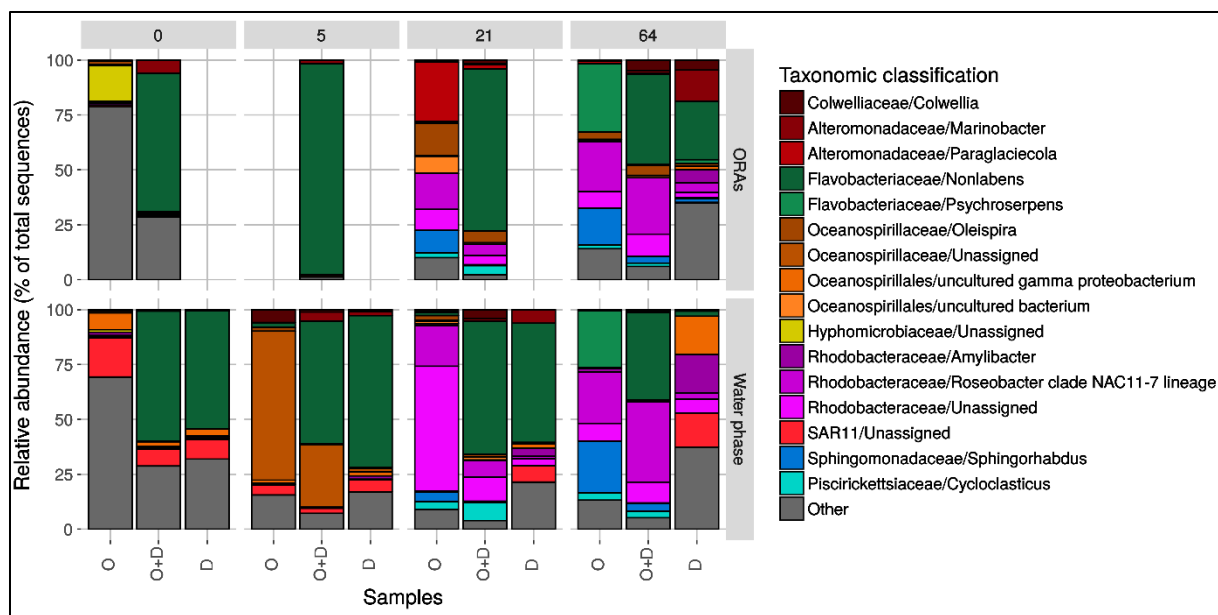 0 5 21 64
Relative abundance (% of total sequences)
100
75
50
25
0
ORAs
100
75
50
25
0
Water phase
O O+D D O O+D D O O+D D O O+D D
Samples
Taxonomic classification
Colwelliaceae/Colwellia
Alteromonadaceae/Marinobacter
Alteromonadaceae/Paraglaciecola
Flavobacteriaceae/Nonlabens
Flavobacteriaceae/Psychroserpens
Oceanospirillaceae/Oleispira
Oceanospirillaceae/Unassigned
Oceanospirillales/uncultured gamma proteobacterium
Oceanospirillales/uncultured bacterium
Hyphomicrobiaceae/Unassigned
Rhodobacteraceae/Amylibacter
Rhodobacteraceae/Roseobacter clade NAC11-7 lineage
Rhodobacteraceae/Unassigned
SAR11/Unassigned
Sphingomonadaceae/Sphingorhabdus
Piscirickettsiaceae/Cycloclasticus
Other